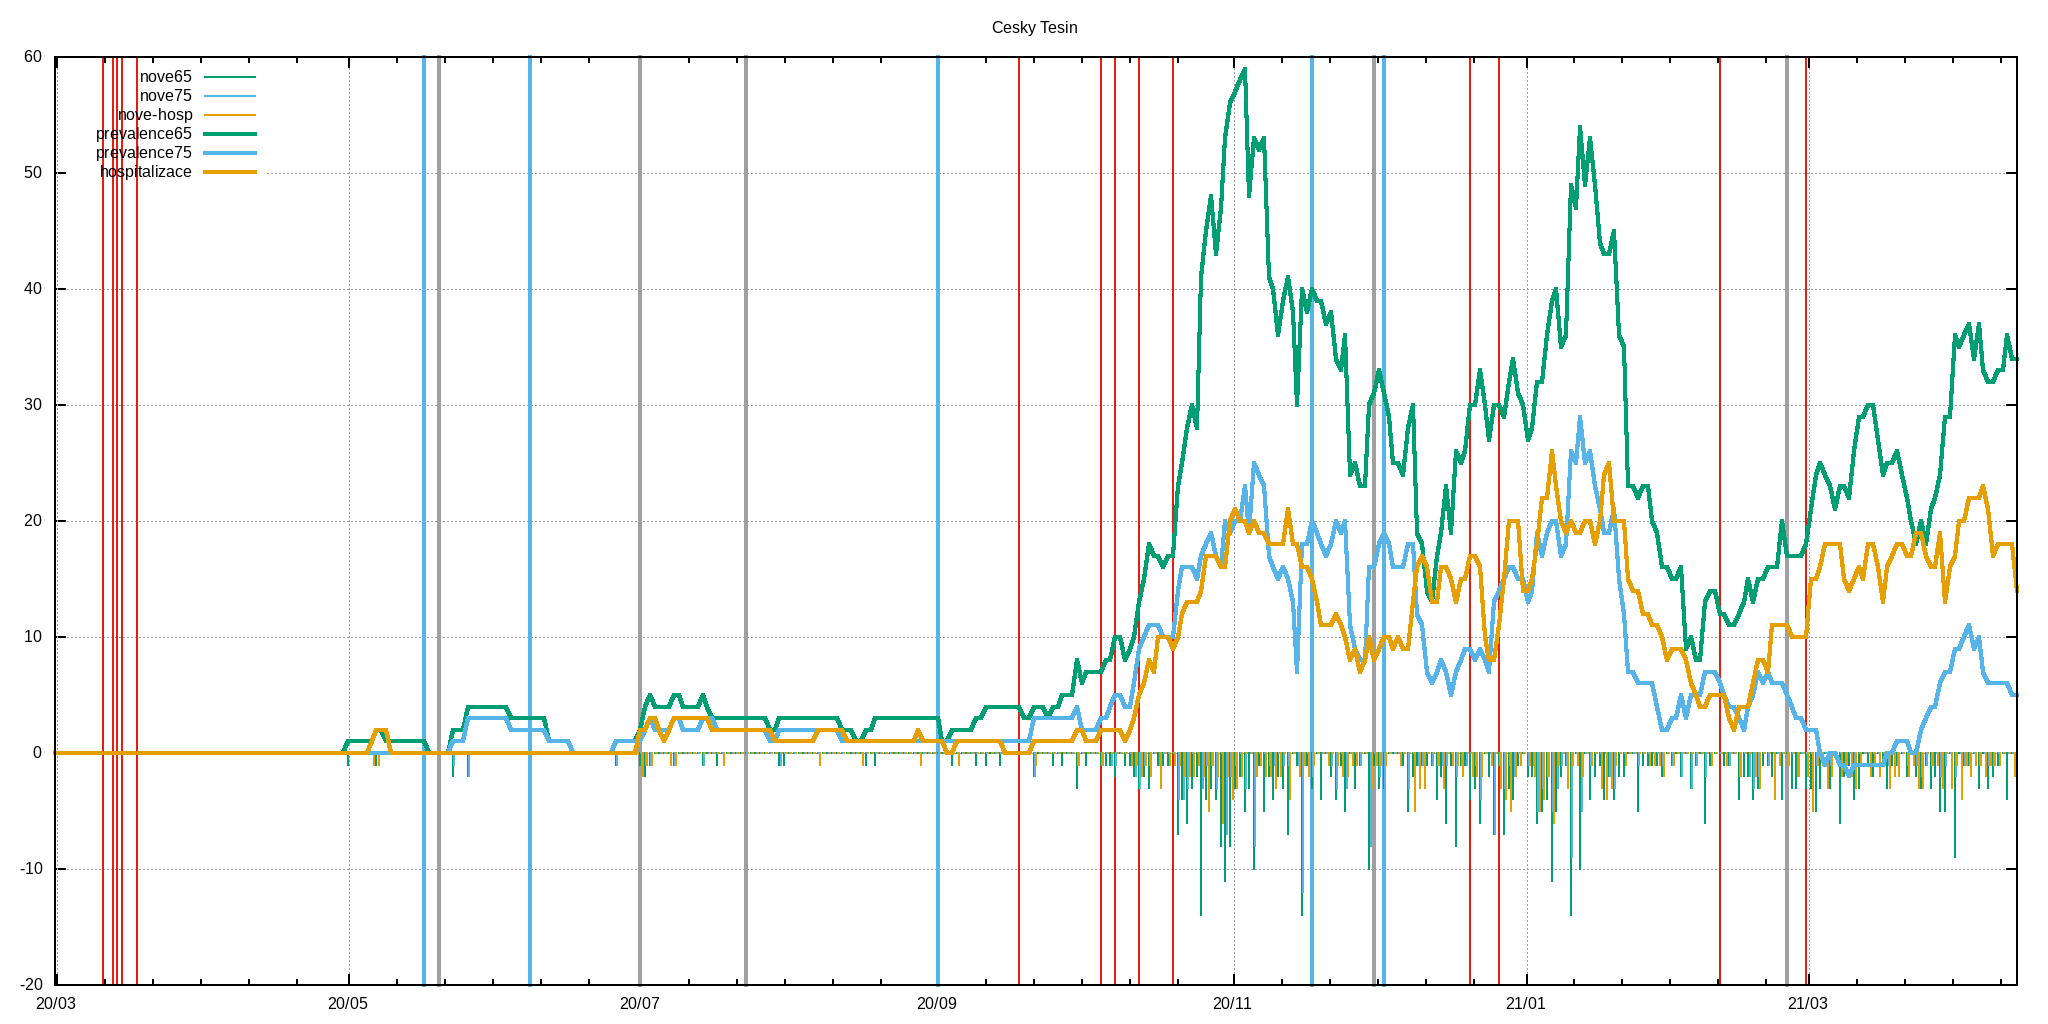 Cesky Tesin
60
50
40
30
20
10
0
-10
-20
nove65
nove75
nove-hosp
prevalence65
prevalence75
hospitalizace
20/03 20/05 20/07 20/09 20/11 21/01 21/03